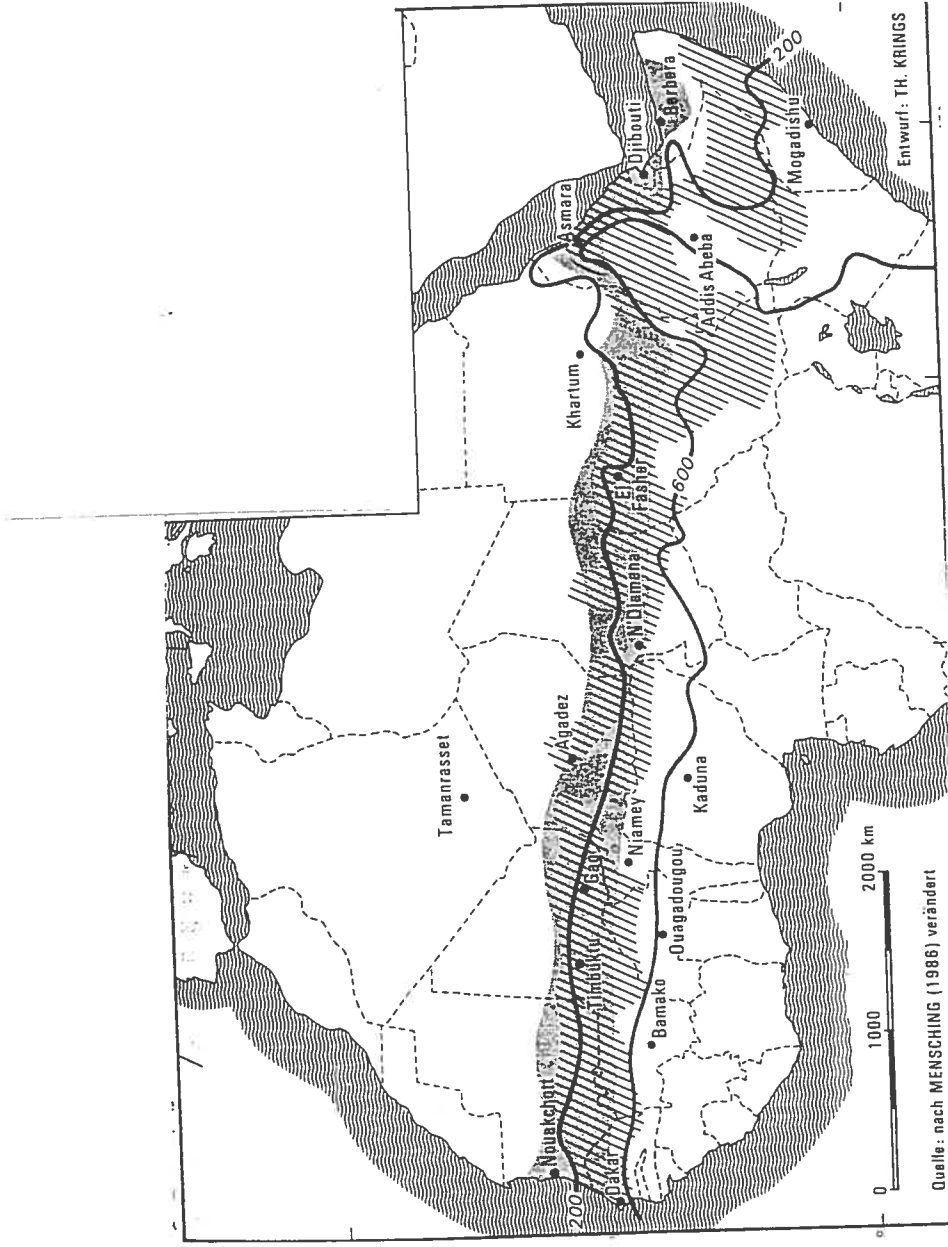 Tamanrasset
Nouakchott
Agadez
Khartum
Asmara
Djibouti
Berbera
200
Timbuktu
Gao
Dakar
Niamey
N'Djamena
El
Fasher
Addis Abeba
200
Bamako
Ouagadougou
Kaduna
600
Mogadishu
0
1000
2000 km
0
Quelle: nach MENSCHING (1986) verändert
Entwurf: TH. KRINGS